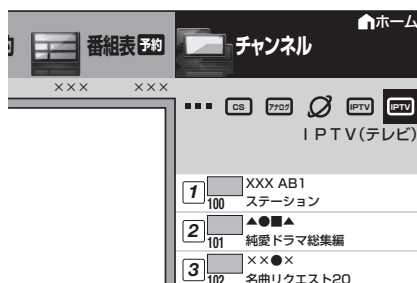 ホーム
約 番組表 予約 チャンネル
××× ×××
CS アナログ IPTV IPTV
IPTV(テレビ)
1 XXX AB1
100 ステーション
2 ▲●■▲
101 純愛ドラマ総集編
3 ××●×
102 名曲リクエスト20